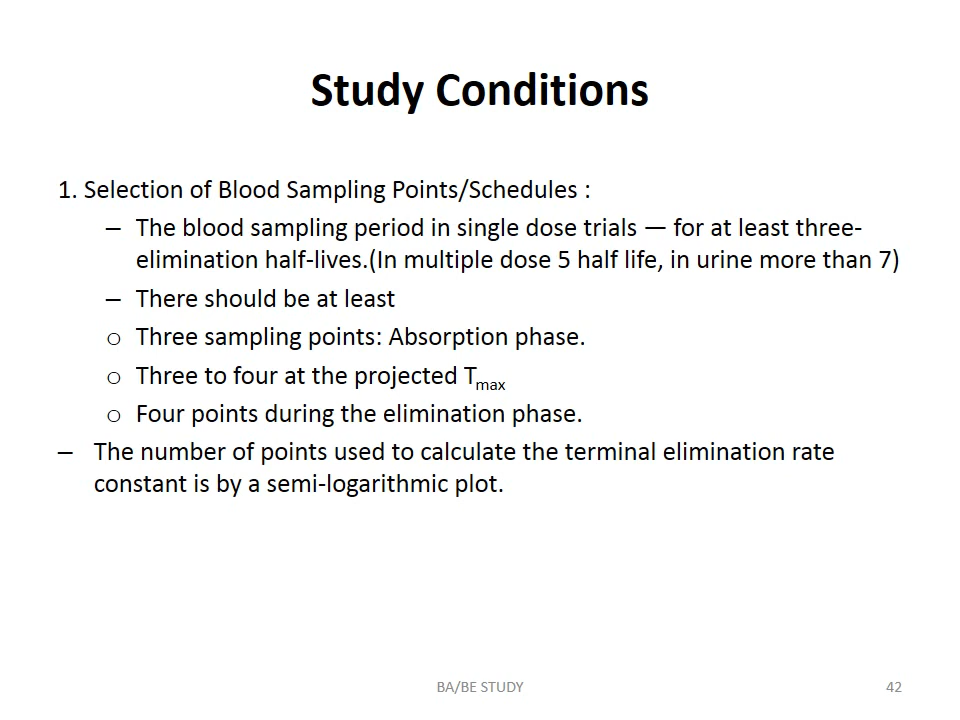 Study Conditions
1. Selection of Blood Sampling Points/Schedules :
– The blood sampling period in single dose trials — for at least three-
elimination half-lives.(In multiple dose 5 half life, in urine more than 7)
– There should be at least
o Three sampling points: Absorption phase.
o Three to four at the projected Tmax
o Four points during the elimination phase.
– The number of points used to calculate the terminal elimination rate
constant is by a semi-logarithmic plot.
BA/BE STUDY
42